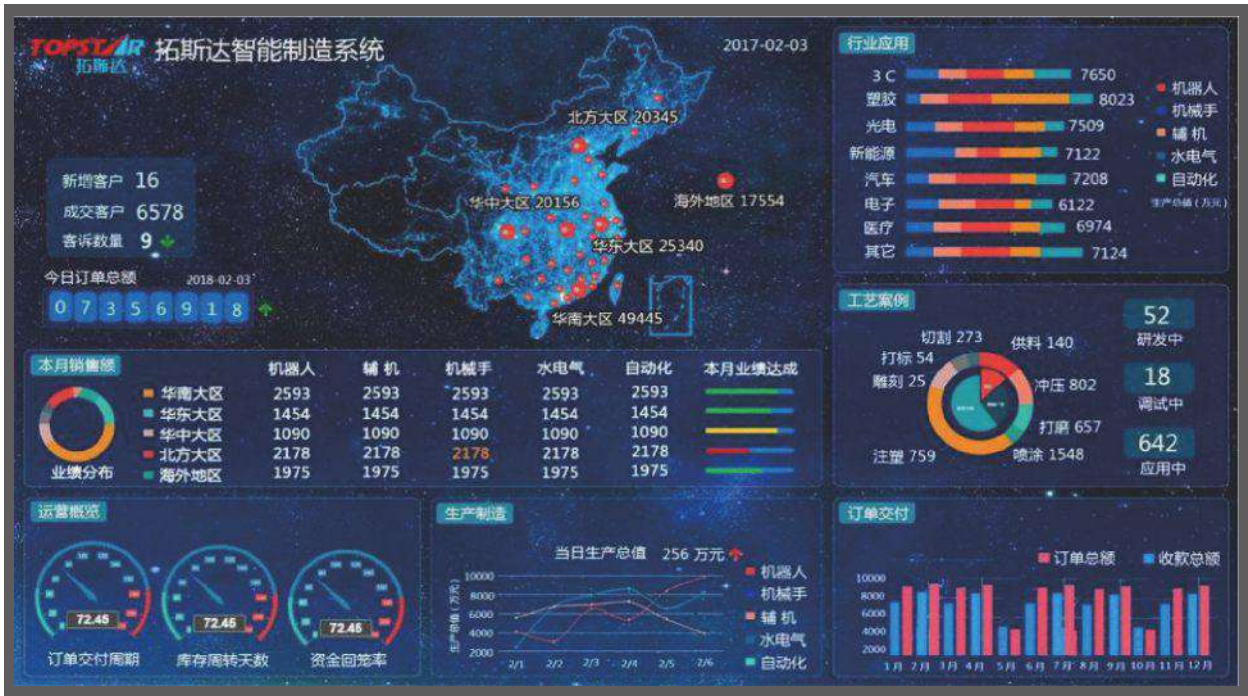 TOPSTAR
拓斯达
拓斯达智能制造系统
2017-02-03
北方大区 20345
华中大区 20156
海外地区 17554
华东大区 25340
华南大区 49445
新增客户 16
成交客户 6578
客诉数量 9
今日订单总额 2018-02-03
0 7 3 5 6 9 1 8
行业应用
3C 7650
塑胶 8023
光电 7509
新能源 7122
汽车 7208
电子 6122
医疗 6974
其它 7124
机器人
机械手
辅机
水电气
自动化
生产总值(万元)
本月销售额
机器人 辅机 机械手 水电气 自动化 本月业绩达成
华南大区 2593 2593 2593 2593 2593
华东大区 1454 1454 1454 1454 1454
华中大区 1090 1090 1090 1090 1090
北方大区 2178 2178 2178 2178 2178
海外地区 1975 1975 1975 1975 1975
业绩分布
工艺案例
切割 273
供料 140
打标 54
雕刻 25
冲压 802
打磨 657
注塑 759
喷涂 1548
52
研发中
18
调试中
642
应用中
运营概览
72.45
72.45
72.45
订单交付周期
库存周转天数
资金回笼率
生产制造
当日生产总值 256 万元
生产总值(万元)
10000
8000
6000
4000
2000
2/1 2/2 2/3 2/4 2/5 2/6
机器人
机械手
辅机
水电气
自动化
订单交付
订单总额 收款总额
10000
8000
6000
4000
2000
1月 2月 3月 4月 5月 6月 7月 8月 9月 10月 11月 12月